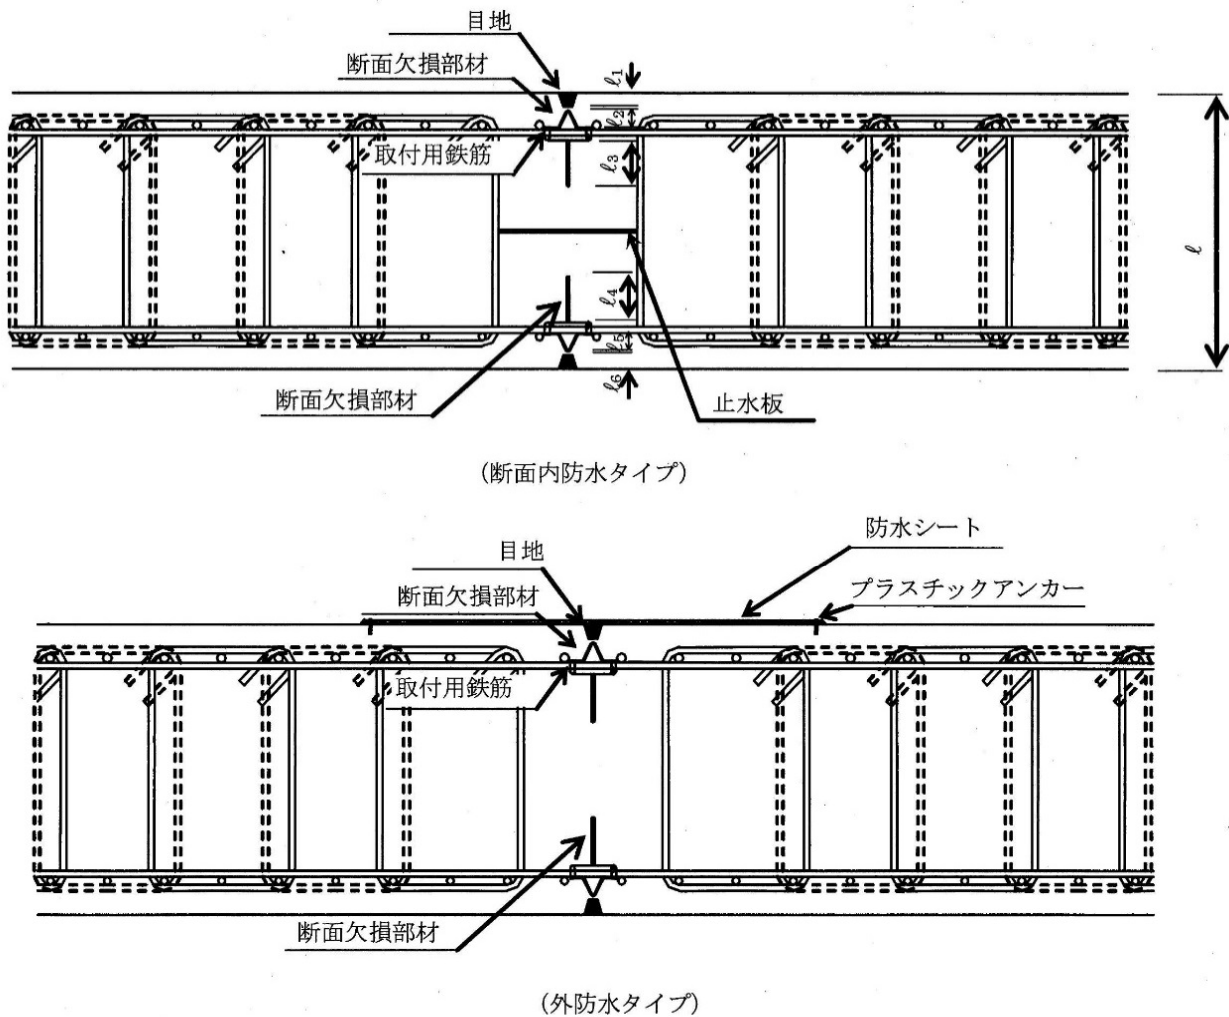 目地
断面欠損部材
ℓ1
ℓ2
取付用鉄筋
ℓ3
ℓ
ℓ4
ℓ5
ℓ6
断面欠損部材
止水板
(断面内防水タイプ)
防水シート
目地
プラスチックアンカー
断面欠損部材
取付用鉄筋
断面欠損部材
(外防水タイプ)